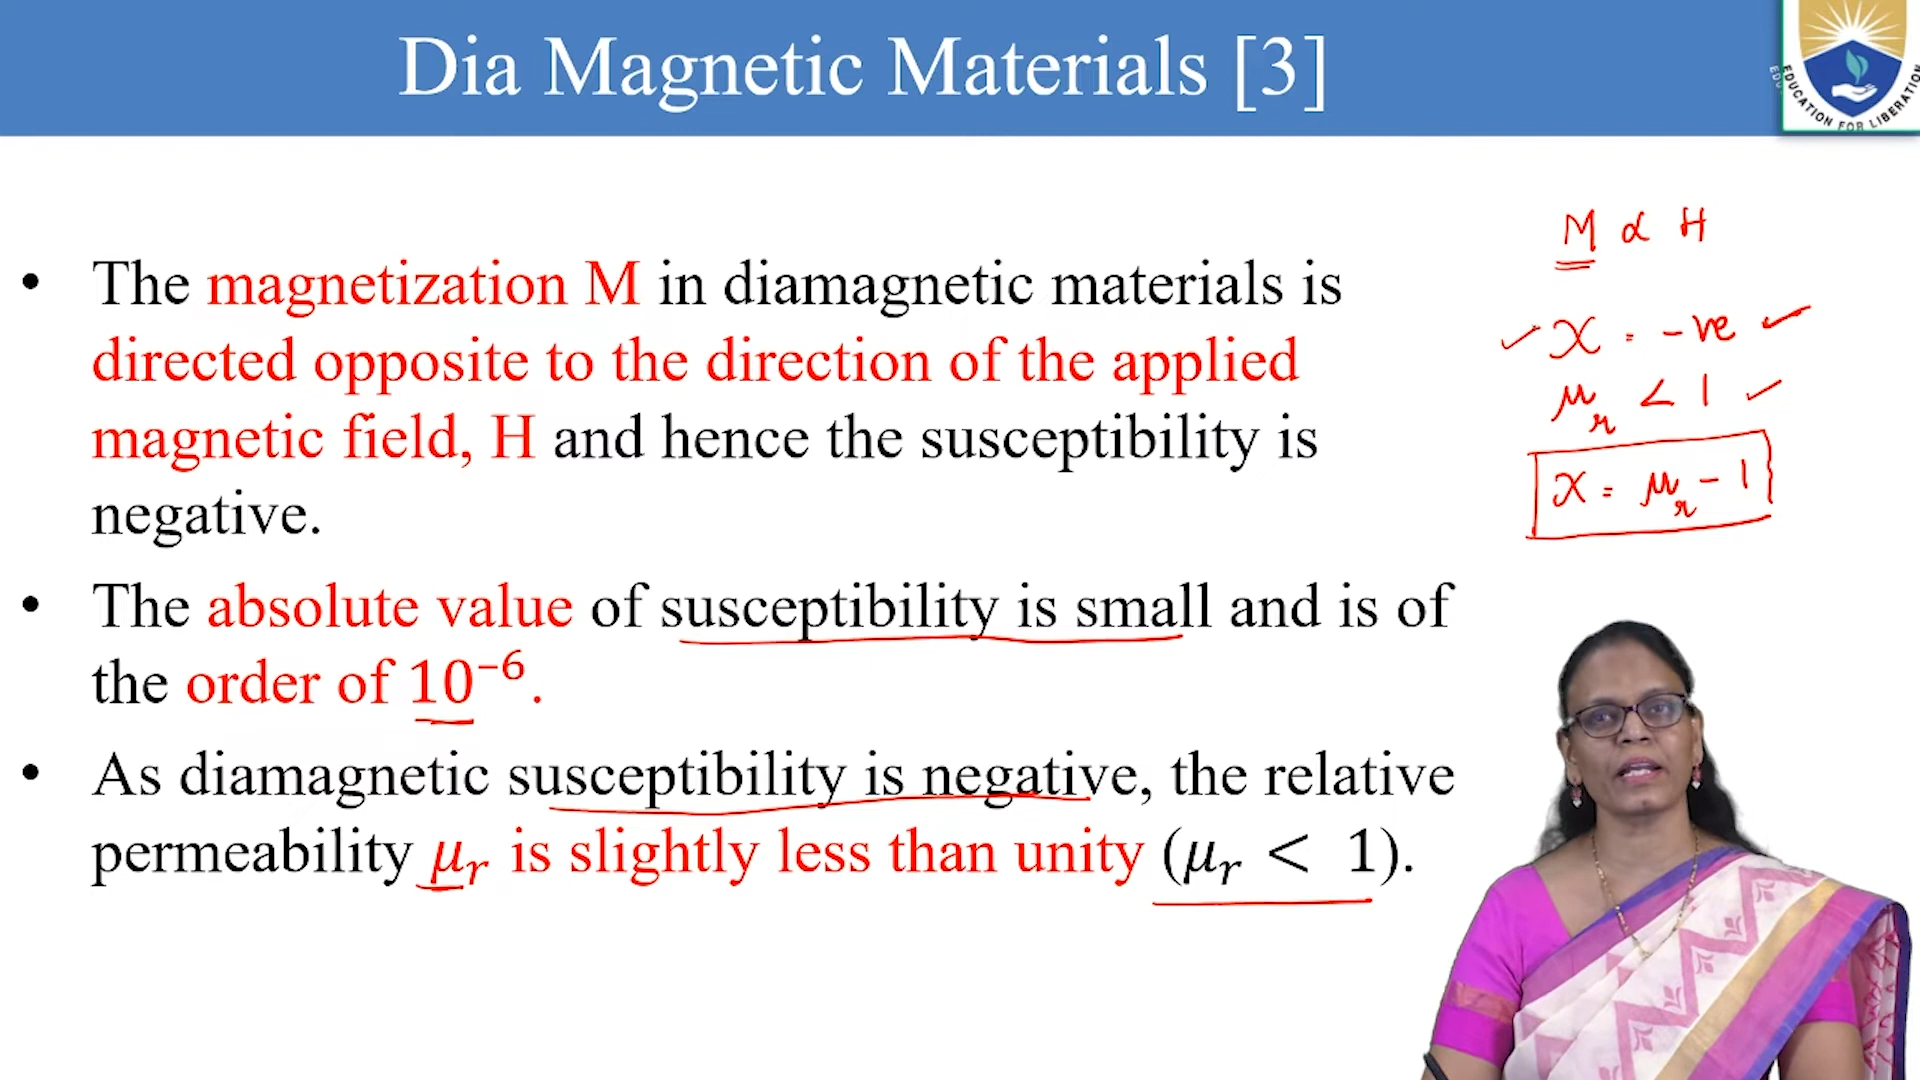 Dia Magnetic Materials [3]
EDUCATION FOR LIBERATION
• The magnetization M in diamagnetic materials is
directed opposite to the direction of the applied
magnetic field, H and hence the susceptibility is
negative.
• The absolute value of susceptibility is small and is of
the order of 10⁻⁶.
• As diamagnetic susceptibility is negative, the relative
permeability μᵣ is slightly less than unity (μᵣ < 1).
M ∝ H
✓ χ = -ve ✓
μᵣ < 1 ✓
χ = μᵣ - 1